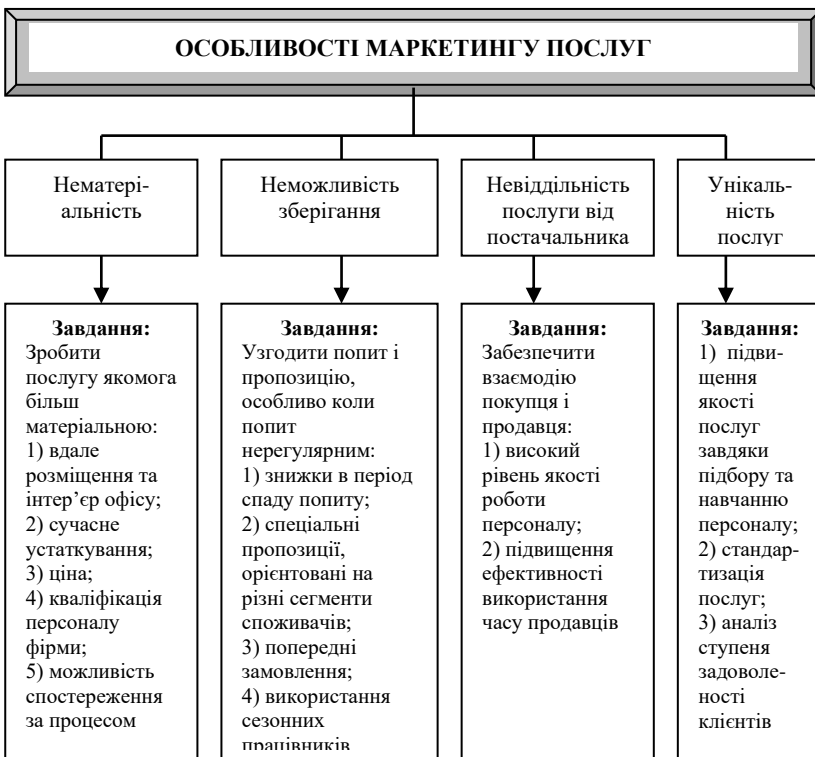 ОСОБЛИВОСТІ МАРКЕТИНГУ ПОСЛУГ
Нематері-
альність
Неможливість
зберігання
Невіддільність
послуги від
постачальника
Унікаль-
ність
послуг
Завдання:
Зробити
послугу якомога
більш
матеріальною:
1) вдале
розміщення та
інтер’єр офісу;
2) сучасне
устаткування;
3) ціна;
4) кваліфікація
персоналу
фірми;
5) можливість
спостереження
за процесом
Завдання:
Узгодити попит і
пропозицію,
особливо коли
попит
нерегулярним:
1) знижки в період
спаду попиту;
2) спеціальні
пропозиції,
орієнтовані на
різні сегменти
споживачів;
3) попередні
замовлення;
4) використання
сезонних
працівників
Завдання:
Забезпечити
взаємодію
покупця і
продавця:
1) високий
рівень якості
роботи
персоналу;
2) підвищення
ефективності
використання
часу продавців
Завдання:
1) підви-
щення
якості
послуг
завдяки
підбору та
навчанню
персоналу;
2) стандар-
тизація
послуг;
3) аналіз
ступеня
задоволе-
ності
клієнтів